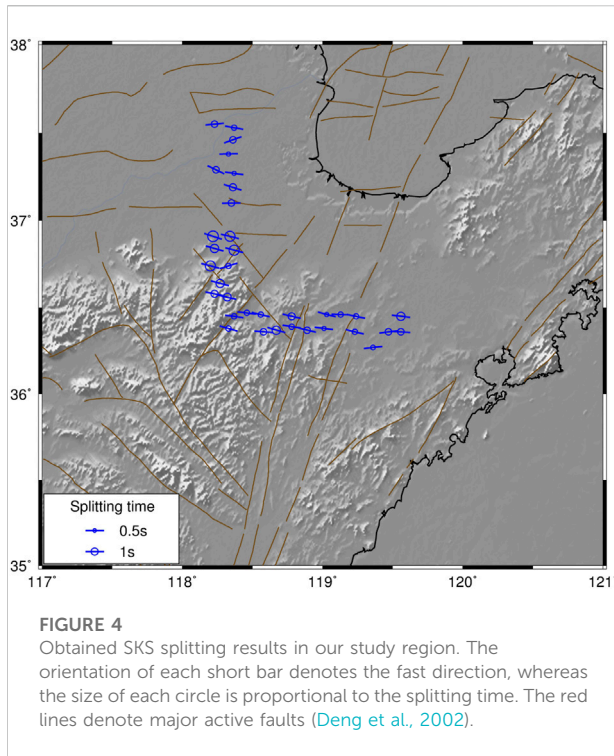 38˚
37˚
36˚
35˚
Splitting time
0.5s
1s
117˚
118˚
119˚
120˚
121
FIGURE 4
Obtained SKS splitting results in our study region. The
orientation of each short bar denotes the fast direction, whereas
the size of each circle is proportional to the splitting time. The red
lines denote major active faults (Deng et al., 2002).